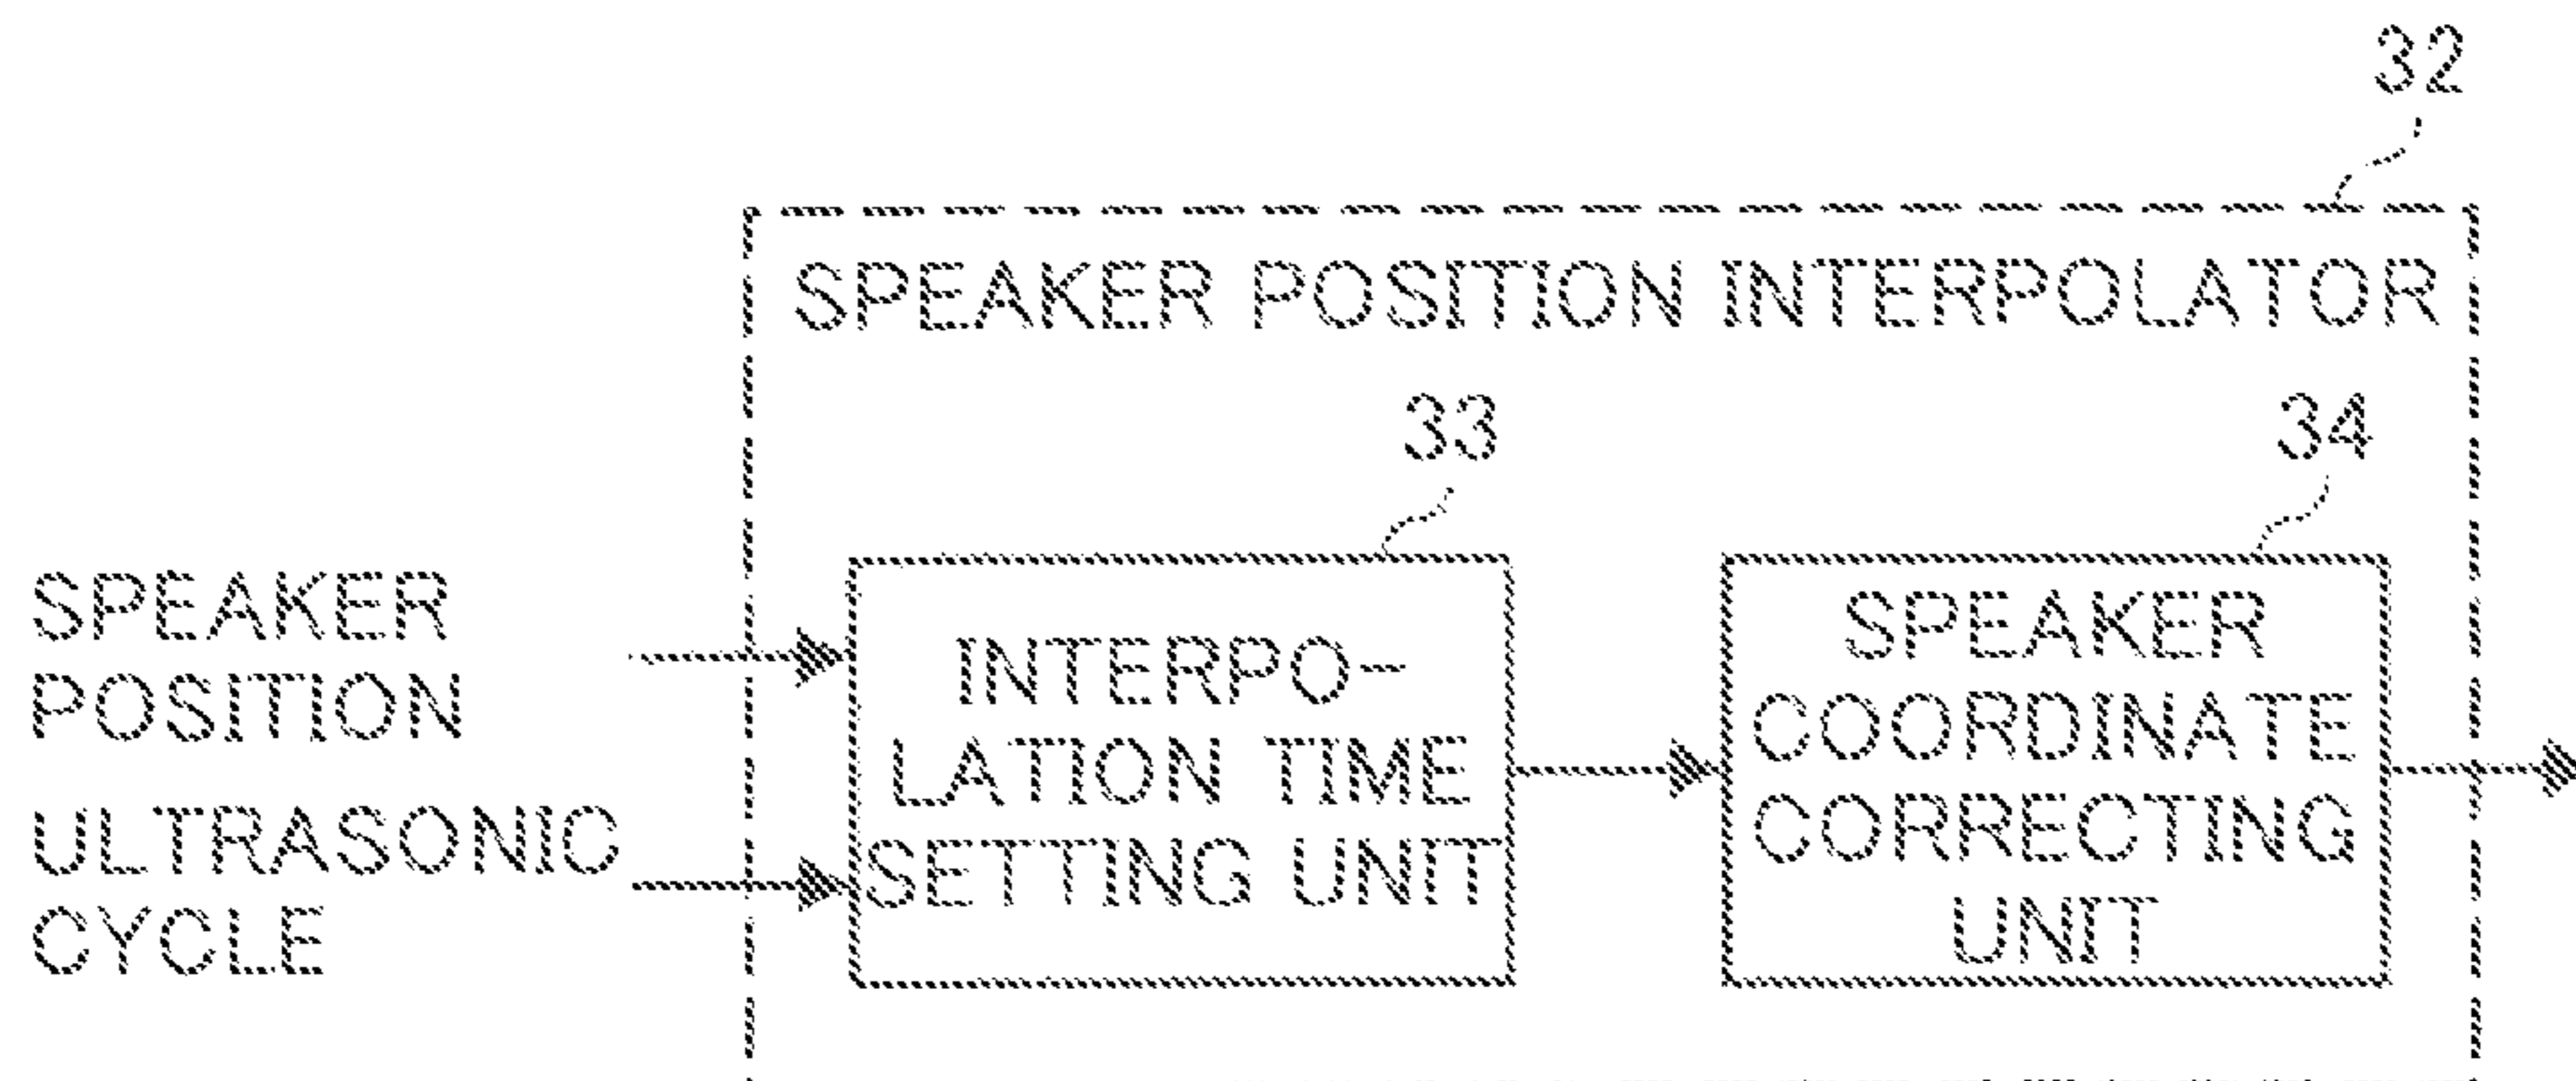 32
SPEAKER POSITION INTERPOLATOR
33
34
SPEAKER
POSITION
ULTRASONIC
CYCLE
INTERPO-
LATION TIME
SETTING UNIT
SPEAKER
COORDINATE
CORRECTING
UNIT